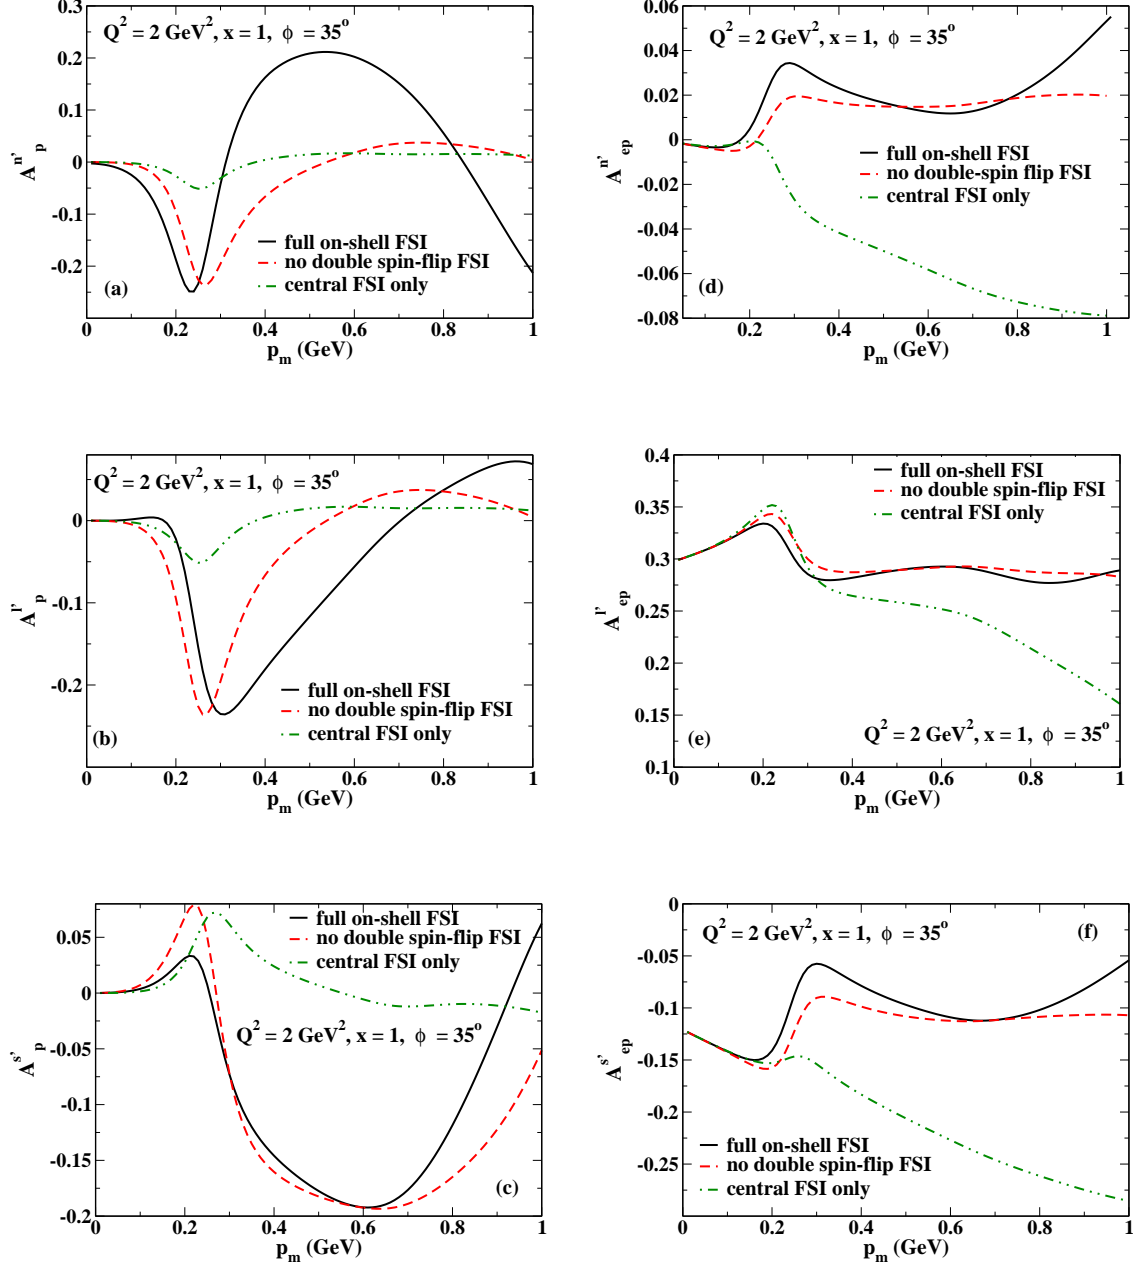 Q² = 2 GeV², x = 1, ϕ = 35°
0.3
0.2
0.1
0
-0.1
-0.2
A_p^n'
full on-shell FSI
no double spin-flip FSI
central FSI only
(a)
0 0.2 0.4 0.6 0.8 1
p_m (GeV)
Q² = 2 GeV², x = 1, ϕ = 35°
0.06
0.04
0.02
0
-0.02
-0.04
-0.06
-0.08
A_ep^n'
full on-shell FSI
no double-spin flip FSI
central FSI only
(d)
0.2 0.4 0.6 0.8 1
p_m (GeV)
Q² = 2 GeV², x = 1, ϕ = 35°
0
-0.1
-0.2
A_p^l'
full on-shell FSI
no double spin-flip FSI
central FSI only
(b)
0 0.2 0.4 0.6 0.8 1
p_m (GeV)
full on-shell FSI
no double spin-flip FSI
central FSI only
0.4
0.35
0.3
0.25
0.2
0.15
0.1
A_ep^l'
(e)
Q² = 2 GeV², x = 1, ϕ = 35°
0 0.2 0.4 0.6 0.8 1
p_m (GeV)
full on-shell FSI
no double spin-flip FSI
central FSI only
0.05
0
-0.05
-0.1
-0.15
-0.2
A_p^s'
Q² = 2 GeV², x = 1, ϕ = 35°
(c)
0 0.2 0.4 0.6 0.8 1
p_m (GeV)
Q² = 2 GeV², x = 1, ϕ = 35°
(f)
0
-0.05
-0.1
-0.15
-0.2
-0.25
A_ep^s'
full on-shell FSI
no double spin-flip FSI
central FSI only
0 0.2 0.4 0.6 0.8 1
p_m (GeV)